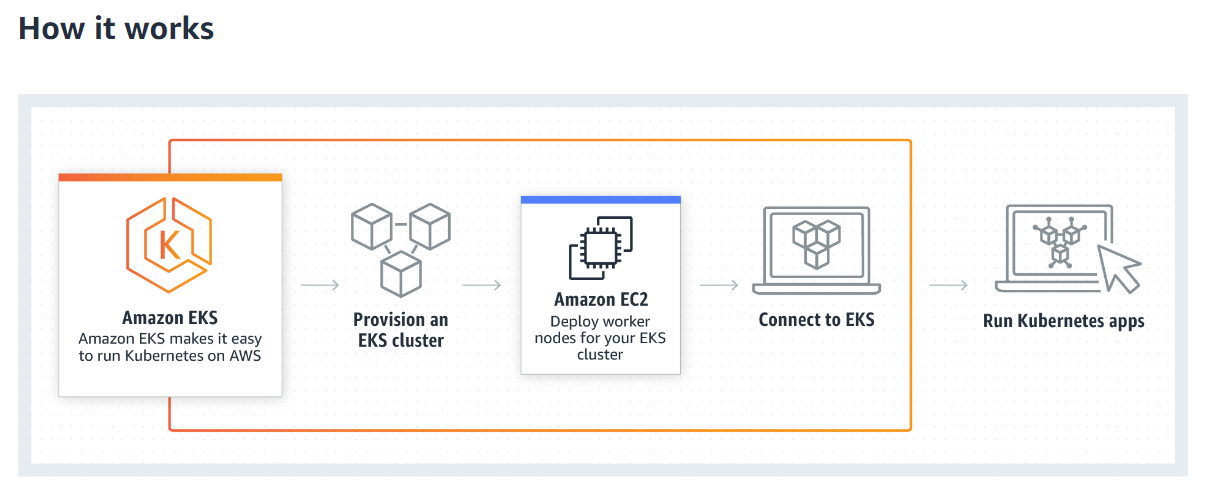 How it works
K
Amazon EKS
Amazon EKS makes it easy
to run Kubernetes on AWS
Provision an
EKS cluster
Amazon EC2
Deploy worker
nodes for your EKS
cluster
Connect to EKS
Run Kubernetes apps